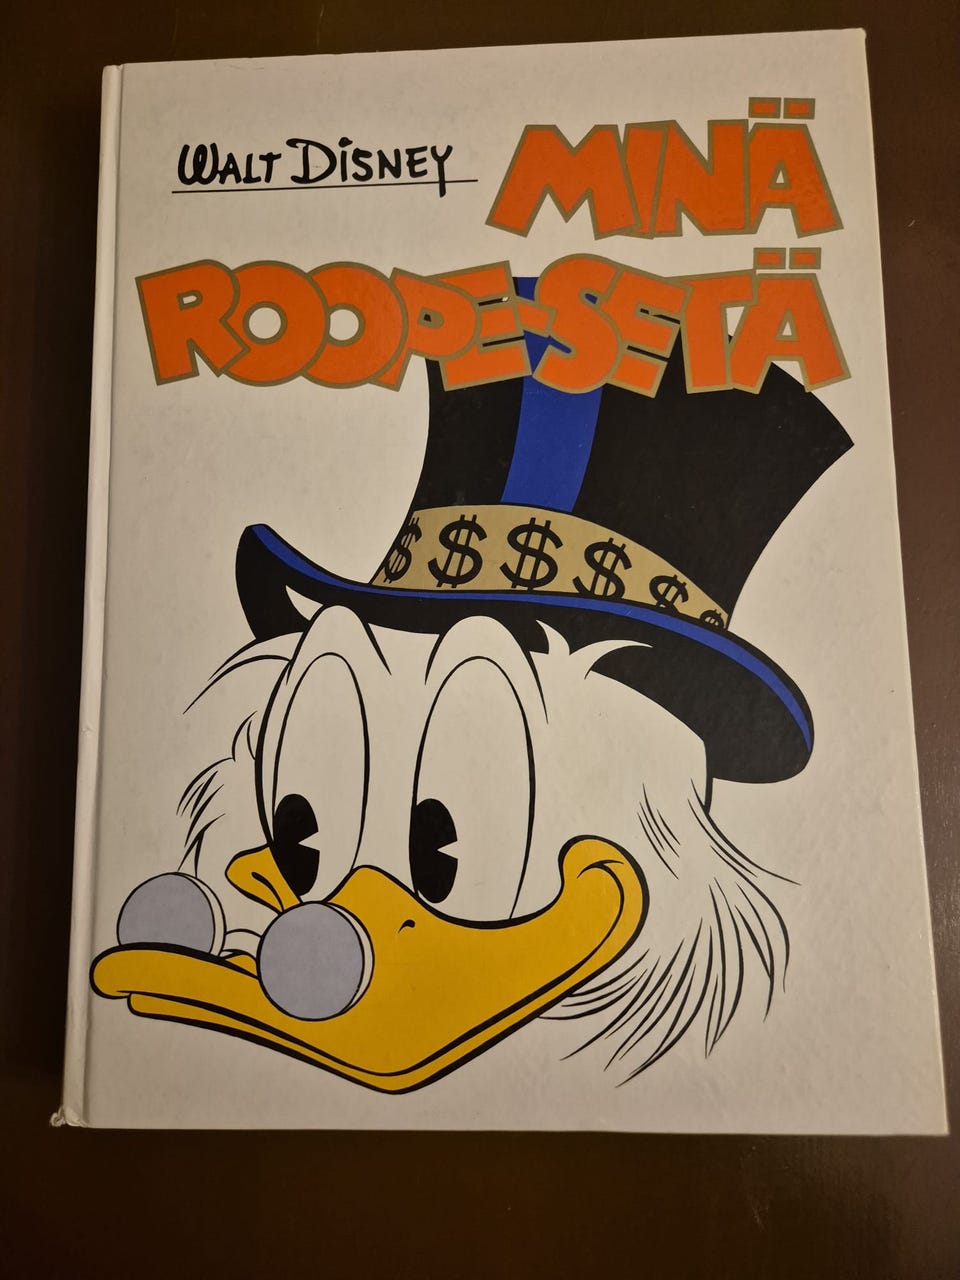 WALT DISNEY
MINÄ
ROOPE-SETÄ
$ $ $ $ $ $